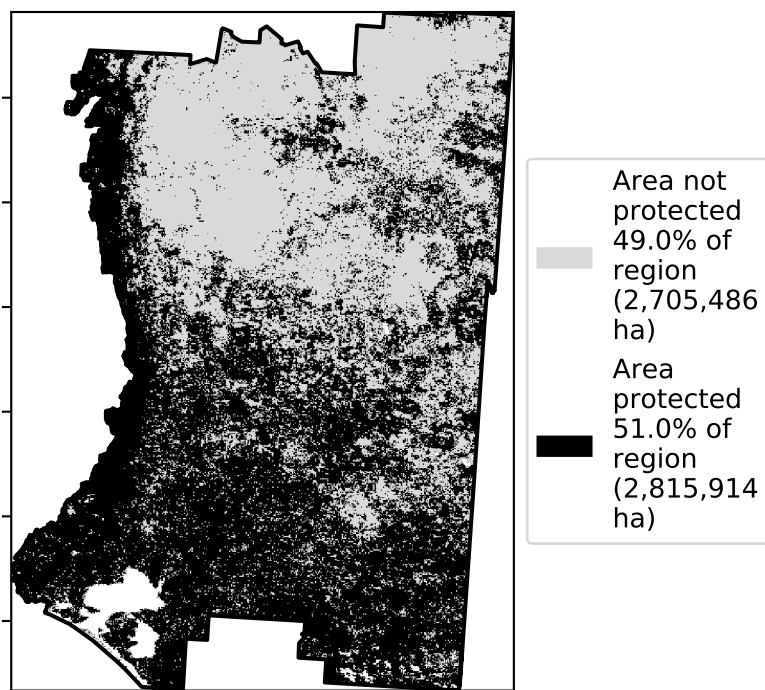 Area not
protected
49.0% of
region
(2,705,486
ha)
Area
protected
51.0% of
region
(2,815,914
ha)